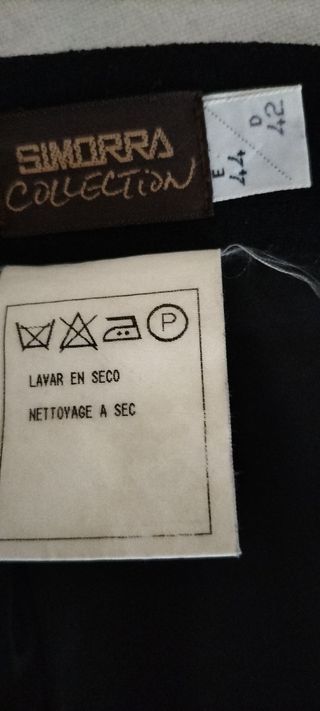 SIMORRA
COLLECTION
E 44
D 42
P
LAVAR EN SECO
NETTOYAGE A SEC